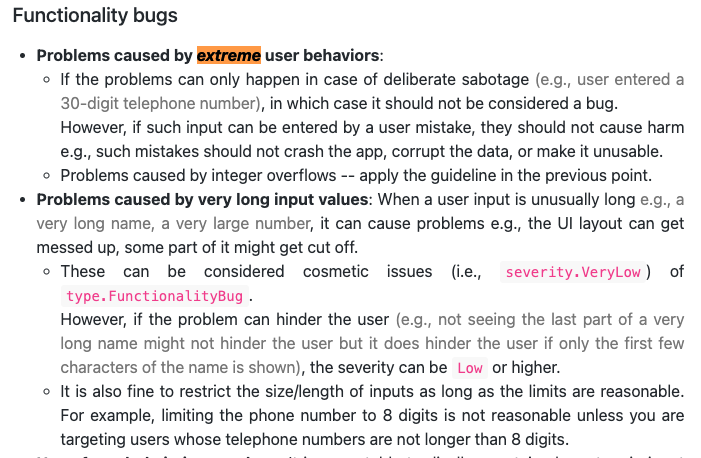 Functionality bugs
• Problems caused by extreme user behaviors:
◦ If the problems can only happen in case of deliberate sabotage (e.g., user entered a
30-digit telephone number), in which case it should not be considered a bug.
However, if such input can be entered by a user mistake, they should not cause harm
e.g., such mistakes should not crash the app, corrupt the data, or make it unusable.
◦ Problems caused by integer overflows -- apply the guideline in the previous point.
• Problems caused by very long input values: When a user input is unusually long e.g., a
very long name, a very large number, it can cause problems e.g., the UI layout can get
messed up, some part of it might get cut off.
◦ These can be considered cosmetic issues (i.e., severity.VeryLow) of
type.FunctionalityBug.
However, if the problem can hinder the user (e.g., not seeing the last part of a very
long name might not hinder the user but it does hinder the user if only the first few
characters of the name is shown), the severity can be Low or higher.
◦ It is also fine to restrict the size/length of inputs as long as the limits are reasonable.
For example, limiting the phone number to 8 digits is not reasonable unless you are
targeting users whose telephone numbers are not longer than 8 digits.